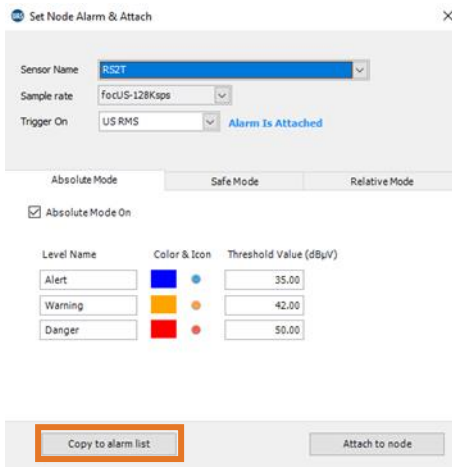 Set Node Alarm & Attach
Sensor Name RS2T
Sample rate focUS-128Ksps
Trigger On US RMS Alarm Is Attached
Absolute Mode Safe Mode Relative Mode
Absolute Mode On
Level Name Color & Icon Threshold Value (dBµV)
Alert 35.00
Warning 42.00
Danger 50.00
Copy to alarm list Attach to node